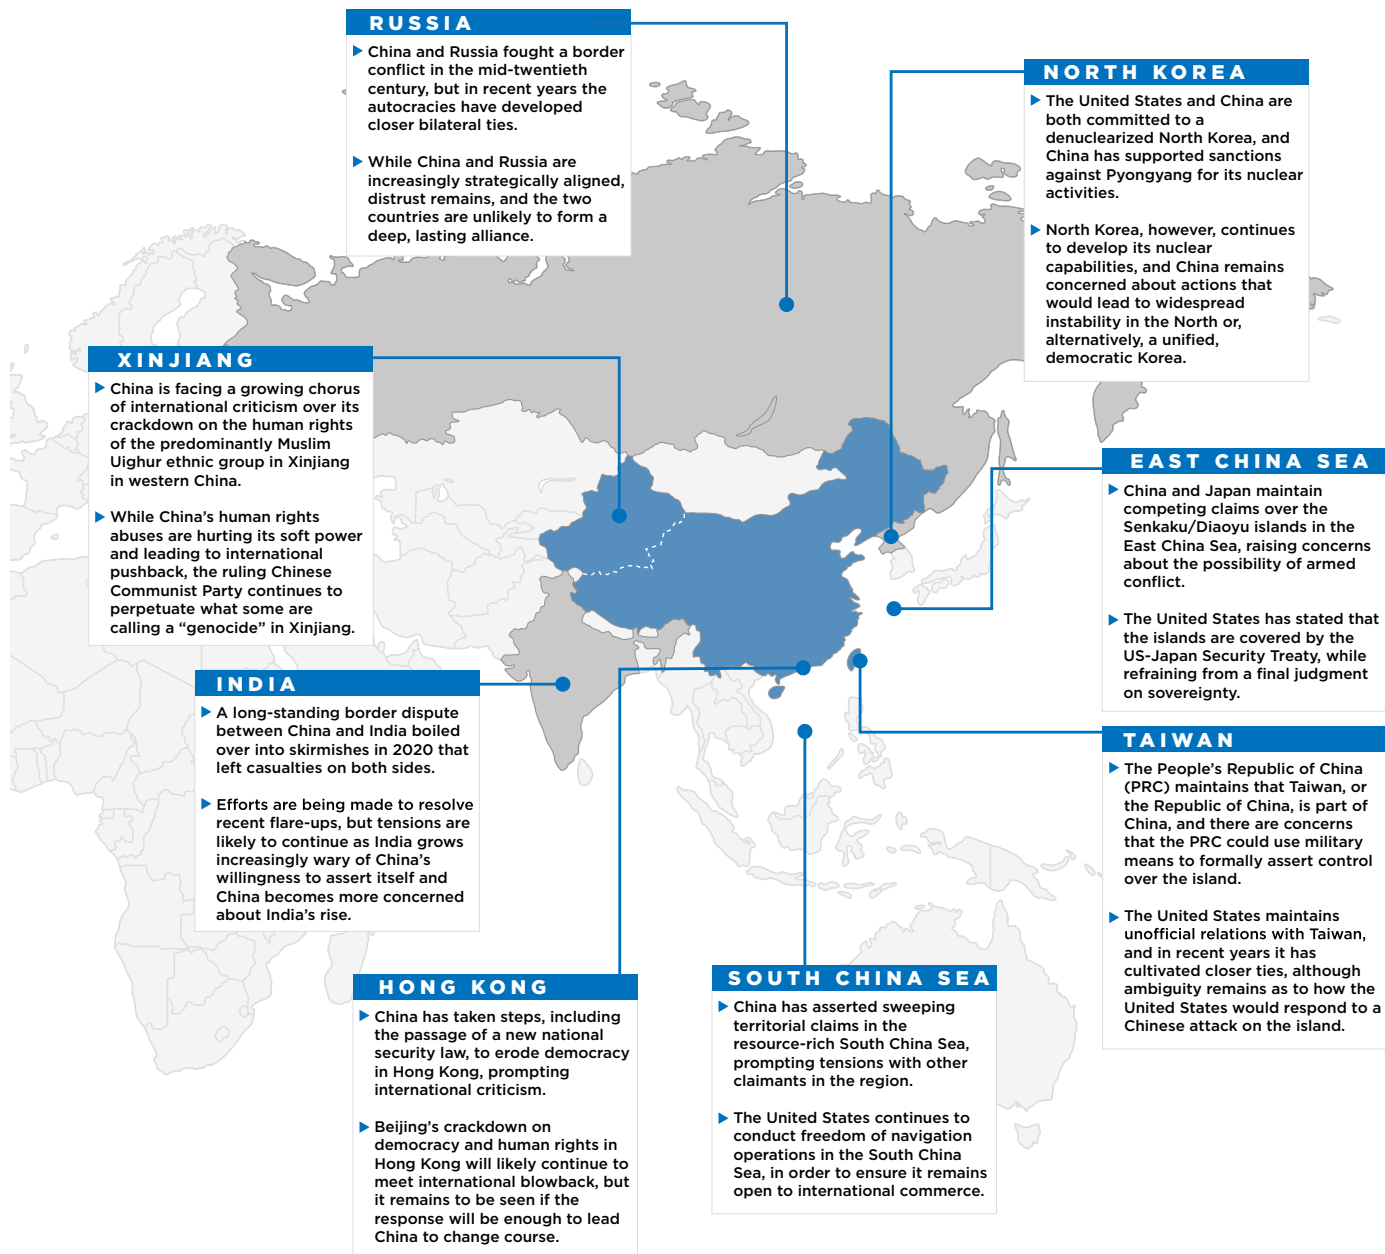 RUSSIA
China and Russia fought a border
conflict in the mid-twentieth
century, but in recent years the
autocracies have developed
closer bilateral ties.
While China and Russia are
increasingly strategically aligned,
distrust remains, and the two
countries are unlikely to form a
deep, lasting alliance.
NORTH KOREA
The United States and China are
both committed to a
denuclearized North Korea, and
China has supported sanctions
against Pyongyang for its nuclear
activities.
North Korea, however, continues
to develop its nuclear
capabilities, and China remains
concerned about actions that
would lead to widespread
instability in the North or,
alternatively, a unified,
democratic Korea.
XINJIANG
China is facing a growing chorus
of international criticism over its
crackdown on the human rights
of the predominantly Muslim
Uighur ethnic group in Xinjiang
in western China.
While China’s human rights
abuses are hurting its soft power
and leading to international
pushback, the ruling Chinese
Communist Party continues to
perpetuate what some are
calling a “genocide” in Xinjiang.
EAST CHINA SEA
China and Japan maintain
competing claims over the
Senkaku/Diaoyu islands in the
East China Sea, raising concerns
about the possibility of armed
conflict.
The United States has stated that
the islands are covered by the
US-Japan Security Treaty, while
refraining from a final judgment
on sovereignty.
INDIA
A long-standing border dispute
between China and India boiled
over into skirmishes in 2020 that
left casualties on both sides.
Efforts are being made to resolve
recent flare-ups, but tensions are
likely to continue as India grows
increasingly wary of China’s
willingness to assert itself and
China becomes more concerned
about India’s rise.
TAIWAN
The People’s Republic of China
(PRC) maintains that Taiwan, or
the Republic of China, is part of
China, and there are concerns
that the PRC could use military
means to formally assert control
over the island.
The United States maintains
unofficial relations with Taiwan,
and in recent years it has
cultivated closer ties, although
ambiguity remains as to how the
United States would respond to a
Chinese attack on the island.
HONG KONG
China has taken steps, including
the passage of a new national
security law, to erode democracy
in Hong Kong, prompting
international criticism.
Beijing’s crackdown on
democracy and human rights in
Hong Kong will likely continue to
meet international blowback, but
it remains to be seen if the
response will be enough to lead
China to change course.
SOUTH CHINA SEA
China has asserted sweeping
territorial claims in the
resource-rich South China Sea,
prompting tensions with other
claimants in the region.
The United States continues to
conduct freedom of navigation
operations in the South China
Sea, in order to ensure it remains
open to international commerce.